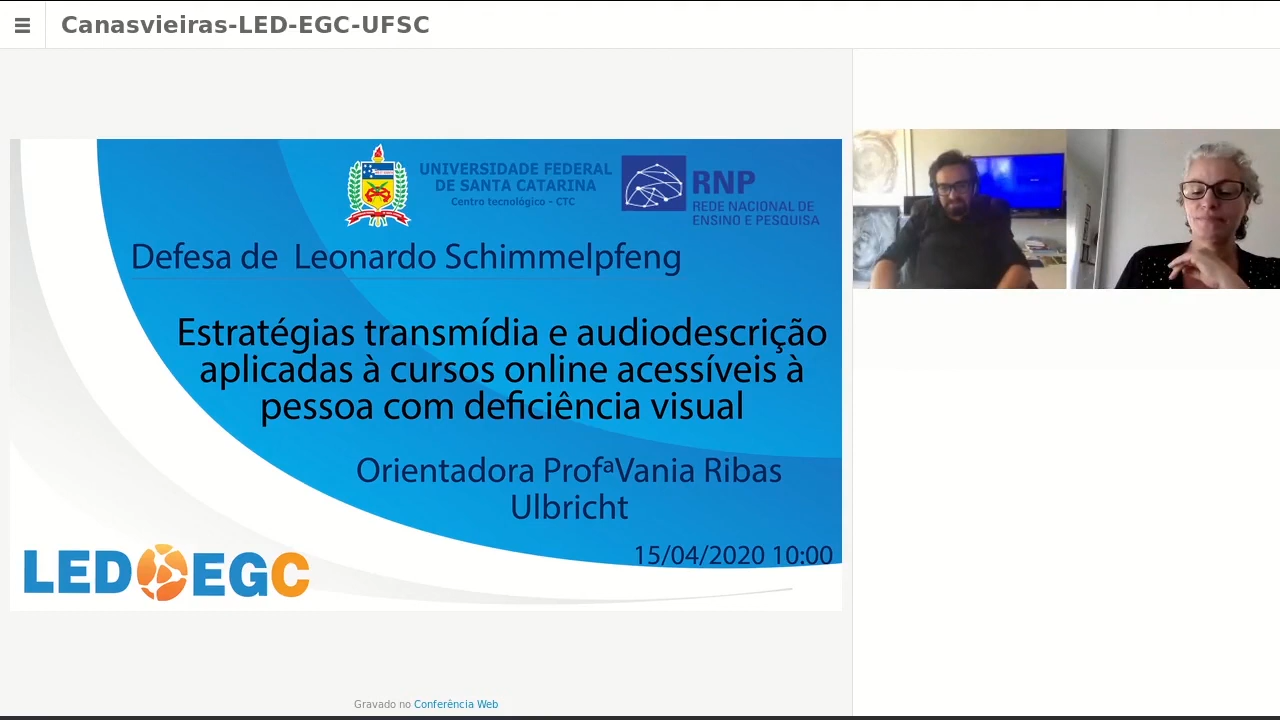 Canasvieiras-LED-EGC-UFSC
UNIVERSIDADE FEDERAL
DE SANTA CATARINA
Centro tecnológico - CTC
RNP
REDE NACIONAL DE
ENSINO E PESQUISA
Defesa de  Leonardo Schimmelpfeng
Estratégias transmídia e audiodescrição
aplicadas à cursos online acessíveis à
pessoa com deficiência visual
Orientadora ProfªVania Ribas
Ulbricht
15/04/2020 10:00
LED EGC
Gravado no Conferência Web